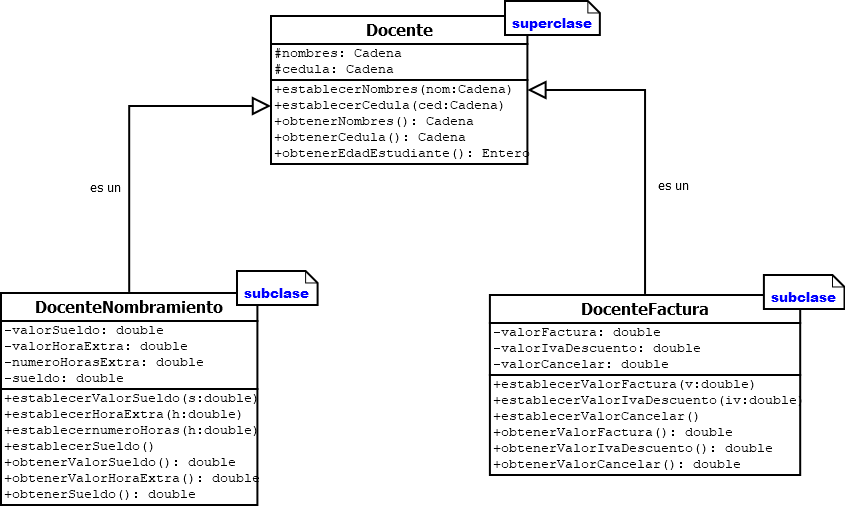 superclase
Docente
#nombres: Cadena
#cedula: Cadena
+establecerNombres(nom:Cadena)
+establecerCedula(ced:Cadena)
+obtenerNombres(): Cadena
+obtenerCedula(): Cadena
+obtenerEdadEstudiante(): Entero
es un
es un
subclase
DocenteNombramiento
-valorSueldo: double
-valorHoraExtra: double
-numeroHorasExtra: double
-sueldo: double
+establecerValorSueldo(s:double)
+establecerHoraExtra(h:double)
+establecernumeroHoras(h:double)
+establecerSueldo()
+obtenerValorSueldo(): double
+obtenerValorHoraExtra(): double
+obtenerSueldo(): double
subclase
DocenteFactura
-valorFactura: double
-valorIvaDescuento: double
-valorCancelar: double
+establecerValorFactura(v:double)
+establecerValorIvaDescuento(iv:double)
+establecerValorCancelar()
+obtenerValorFactura(): double
+obtenerValorIvaDescuento(): double
+obtenerValorCancelar(): double